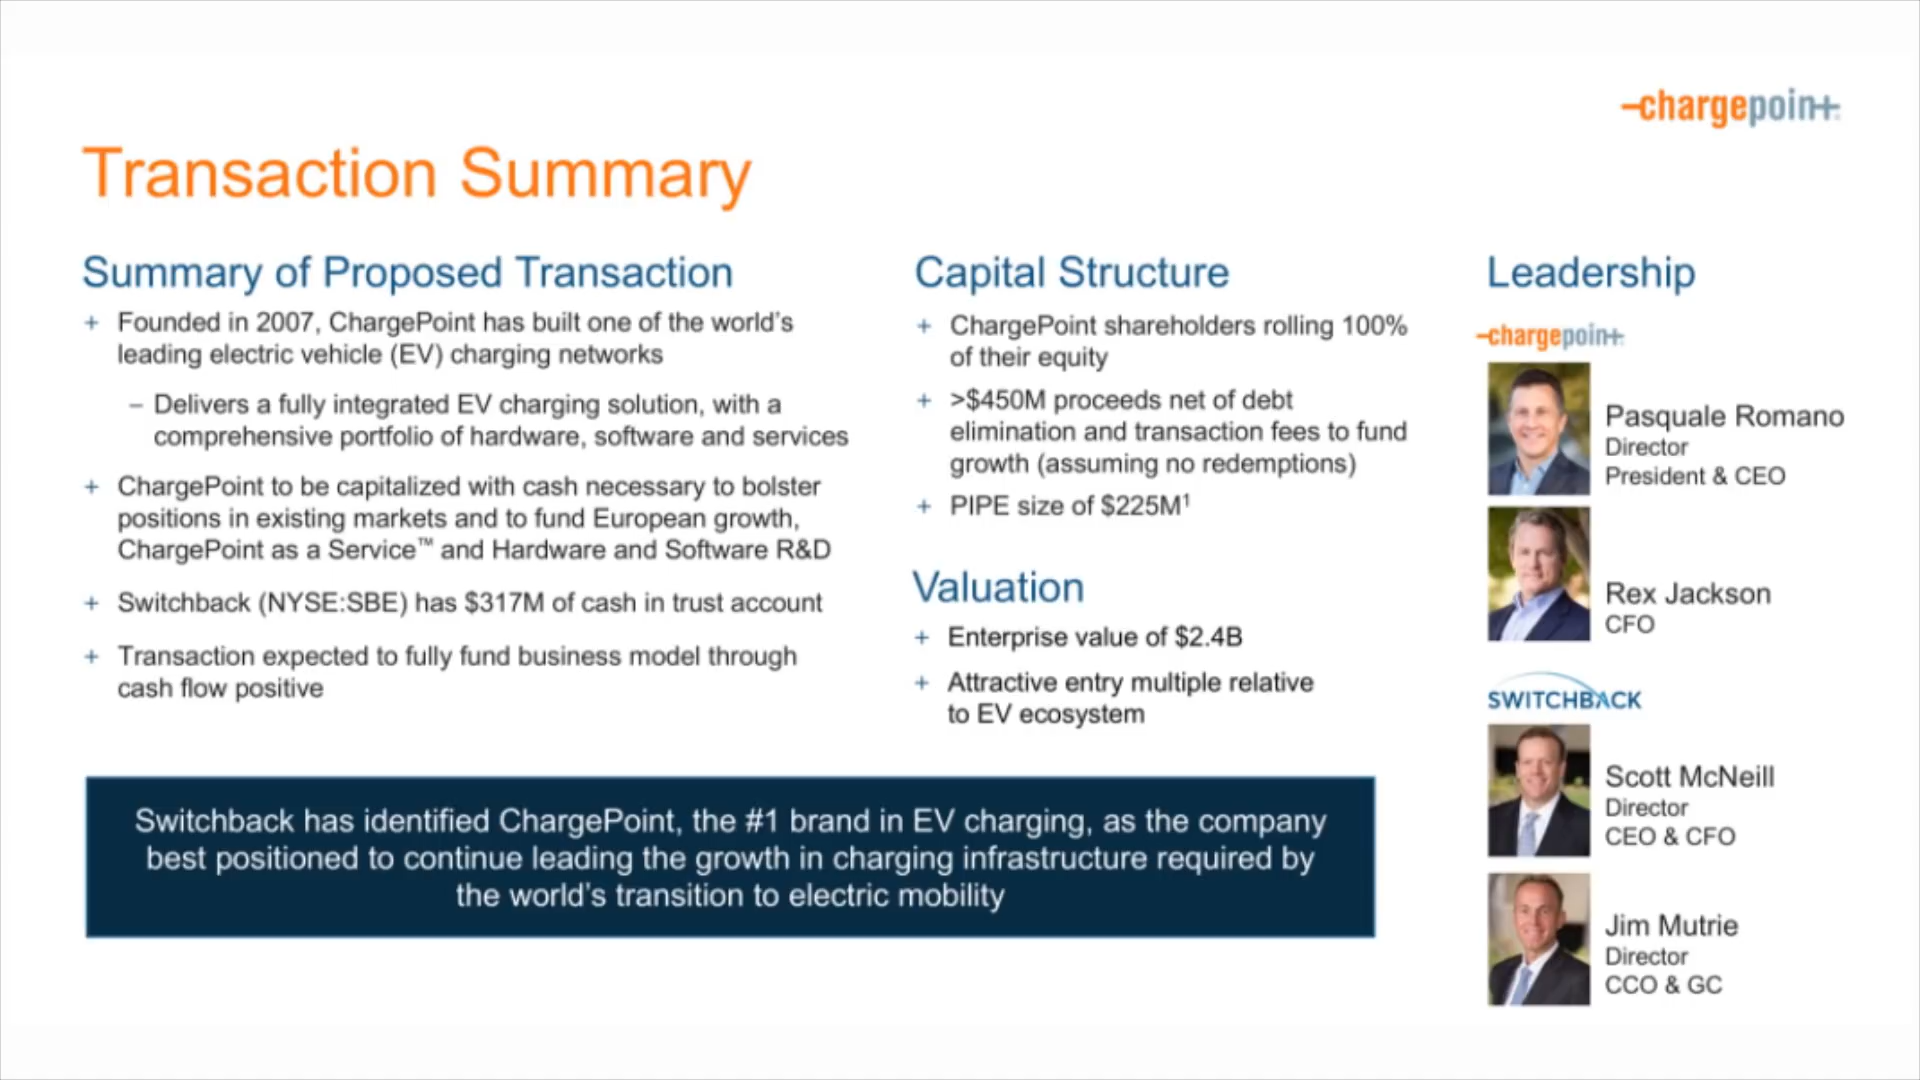 chargepoint
Transaction Summary
Summary of Proposed Transaction
+ Founded in 2007, ChargePoint has built one of the world's
leading electric vehicle (EV) charging networks
– Delivers a fully integrated EV charging solution, with a
comprehensive portfolio of hardware, software and services
+ ChargePoint to be capitalized with cash necessary to bolster
positions in existing markets and to fund European growth,
ChargePoint as a Service™ and Hardware and Software R&D
+ Switchback (NYSE:SBE) has $317M of cash in trust account
+ Transaction expected to fully fund business model through
cash flow positive
Capital Structure
+ ChargePoint shareholders rolling 100%
of their equity
+ >$450M proceeds net of debt
elimination and transaction fees to fund
growth (assuming no redemptions)
+ PIPE size of $225M¹
Valuation
+ Enterprise value of $2.4B
+ Attractive entry multiple relative
to EV ecosystem
Leadership
chargepoint
Pasquale Romano
Director
President & CEO
Rex Jackson
CFO
SWITCHBACK
Scott McNeill
Director
CEO & CFO
Jim Mutrie
Director
CCO & GC
Switchback has identified ChargePoint, the #1 brand in EV charging, as the company
best positioned to continue leading the growth in charging infrastructure required by
the world's transition to electric mobility